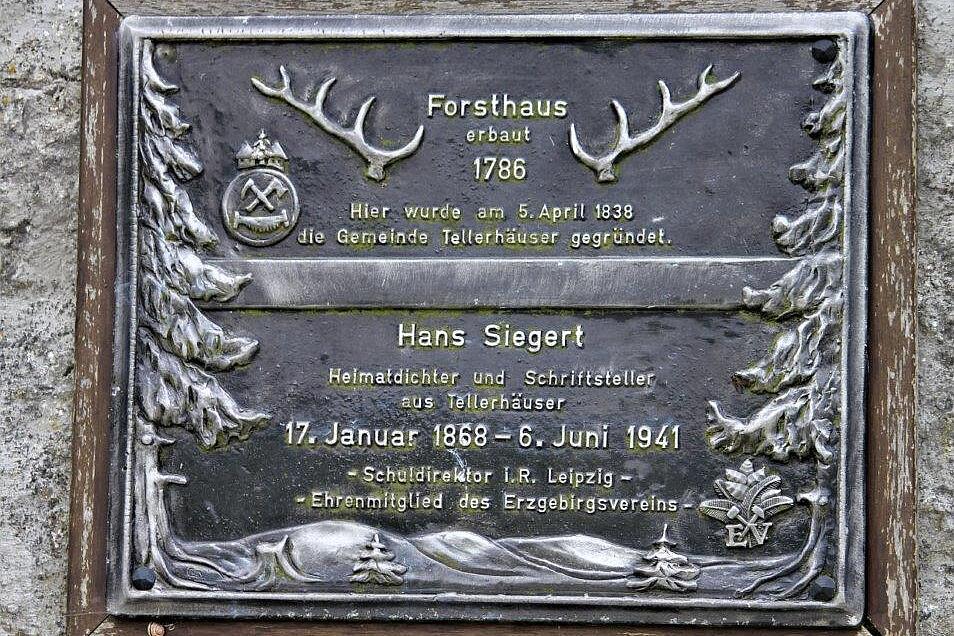 Forsthaus
erbaut
1786
Hier wurde am 5. April 1838
die Gemeinde Tellerhäuser gegründet.
Hans Siegert
Heimatdichter und Schriftsteller
aus Tellerhäuser
17. Januar 1868 – 6. Juni 1941
- Schuldirektor i.R. Leipzig -
- Ehrenmitglied des Erzgebirgsvereins -
EV